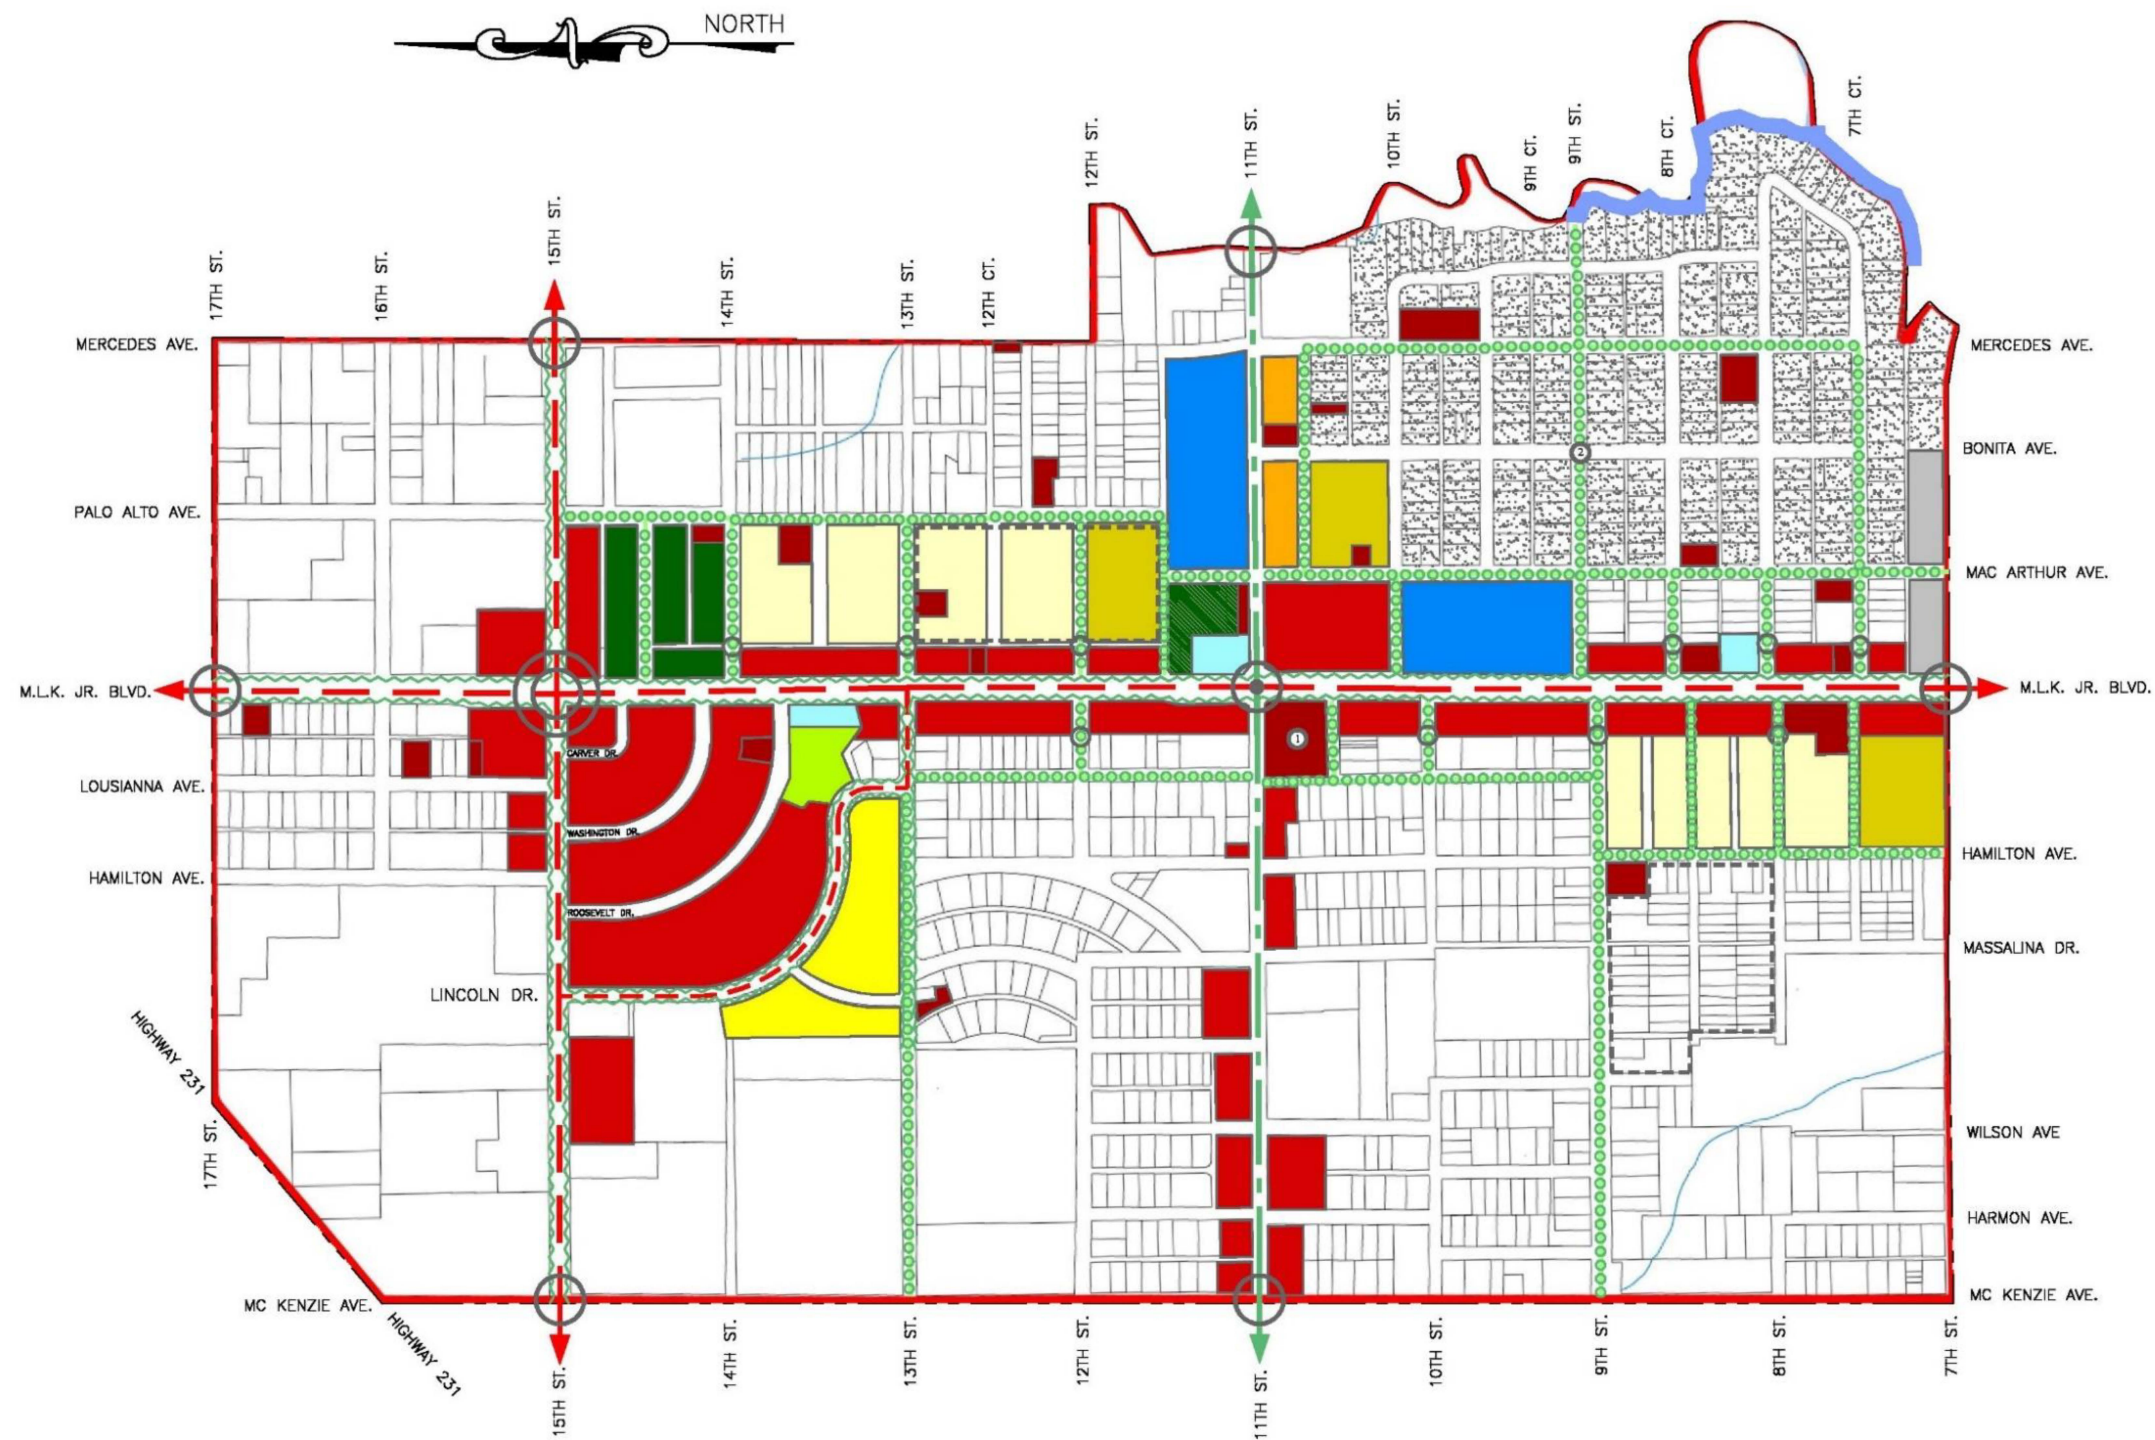 NORTH
7TH CT.
12TH ST.
11TH ST.
10TH ST.
9TH CT.
9TH ST.
8TH CT.
17TH ST.
16TH ST.
15TH ST.
14TH ST.
13TH ST.
12TH CT.
MERCEDES AVE.
MERCEDES AVE.
BONITA AVE.
2
PALO ALTO AVE.
MAC ARTHUR AVE.
M.L.K. JR. BLVD.
M.L.K. JR. BLVD.
1
CARVER DR.
LOUSIANNA AVE.
WASHINGTON DR.
HAMILTON AVE.
HAMILTON AVE.
ROOSEVELT DR.
MASSALINA DR.
LINCOLN DR.
HIGHWAY 231
17TH ST.
WILSON AVE
HARMON AVE.
MC KENZIE AVE.
MC KENZIE AVE.
HIGHWAY 231
15TH ST.
14TH ST.
13TH ST.
12TH ST.
11TH ST.
10TH ST.
9TH ST.
8TH ST.
7TH ST.